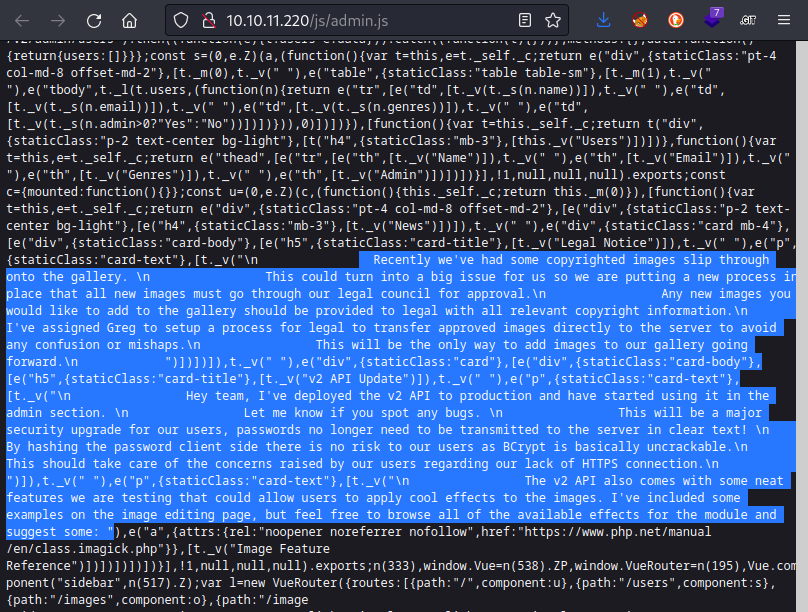 10.10.11.220/js/admin.js
7
{return{users:[]}}};const s=(0,e.Z)(a,(function(){var t=this,e=t._self._c;return e("div",{staticClass:"pt-4
col-md-8 offset-md-2"},[t._m(0),t._v(" "),e("table",{staticClass:"table table-sm"},[t._m(1),t._v("
"),e("tbody",t._l(t.users,(function(n){return e("tr",[e("td",[t._v(t._s(n.name))]),t._v(" "),e("td",
[t._v(t._s(n.email))]),t._v(" "),e("td",[t._v(t._s(n.genres))]),t._v(" "),e("td",
[t._v(t._s(n.admin>0?"Yes":"No"))])])})),0)])])}),[function(){var t=this._self._c;return t("div",
{staticClass:"p-2 text-center bg-light"},[t("h4",{staticClass:"mb-3"},[this._v("Users")])])},function(){var
t=this,e=t._self._c;return e("thead",[e("tr",[e("th",[t._v("Name")]),t._v(" "),e("th",[t._v("Email")]),t._v("
"),e("th",[t._v("Genres")]),t._v(" "),e("th",[t._v("Admin")])])])}],!1,null,null,null).exports;const
c={mounted:function(){}};const u=(0,e.Z)(c,(function(){this._self._c;return this._m(0)}),[function(){var
t=this,e=t._self._c;return e("div",{staticClass:"pt-4 col-md-8 offset-md-2"},[e("div",{staticClass:"p-2 text-
center bg-light"},[e("h4",{staticClass:"mb-3"},[t._v("News")])]),t._v(" "),e("div",{staticClass:"card mb-4"},
[e("div",{staticClass:"card-body"},[e("h5",{staticClass:"card-title"},[t._v("Legal Notice")]),t._v(" "),e("p",
{staticClass:"card-text"},[t._v("\n Recently we've had some copyrighted images slip through
onto the gallery. \n This could turn into a big issue for us so we are putting a new process in
place that all new images must go through our legal council for approval.\n Any new images you
would like to add to the gallery should be provided to legal with all relevant copyright information.\n
I've assigned Greg to setup a process for legal to transfer approved images directly to the server to avoid
any confusion or mishaps.\n This will be the only way to add images to our gallery going
forward.\n ")])])]),t._v(" "),e("div",{staticClass:"card"},[e("div",{staticClass:"card-body"},
[e("h5",{staticClass:"card-title"},[t._v("v2 API Update")]),t._v(" "),e("p",{staticClass:"card-text"},
[t._v("\n Hey team, I've deployed the v2 API to production and have started using it in the
admin section. \n Let me know if you spot any bugs. \n This will be a major
security upgrade for our users, passwords no longer need to be transmitted to the server in clear text! \n
By hashing the password client side there is no risk to our users as BCrypt is basically uncrackable.\n
This should take care of the concerns raised by our users regarding our lack of HTTPS connection.\n
")]),t._v(" "),e("p",{staticClass:"card-text"},[t._v("\n The v2 API also comes with some neat
features we are testing that could allow users to apply cool effects to the images. I've included some
examples on the image editing page, but feel free to browse all of the available effects for the module and
suggest some: "),e("a",{attrs:{rel:"noopener noreferrer nofollow",href:"https://www.php.net/manual
/en/class.imagick.php"}},[t._v("Image Feature
Reference")])])])])])}],!1,null,null,null).exports;n(333),window.Vue=n(538).ZP,window.VueRouter=n(195),Vue.com
ponent("sidebar",n(517).Z);var l=new VueRouter({routes:[{path:"/",component:u},{path:"/users",component:s},
{path:"/images",component:o},{path:"/image